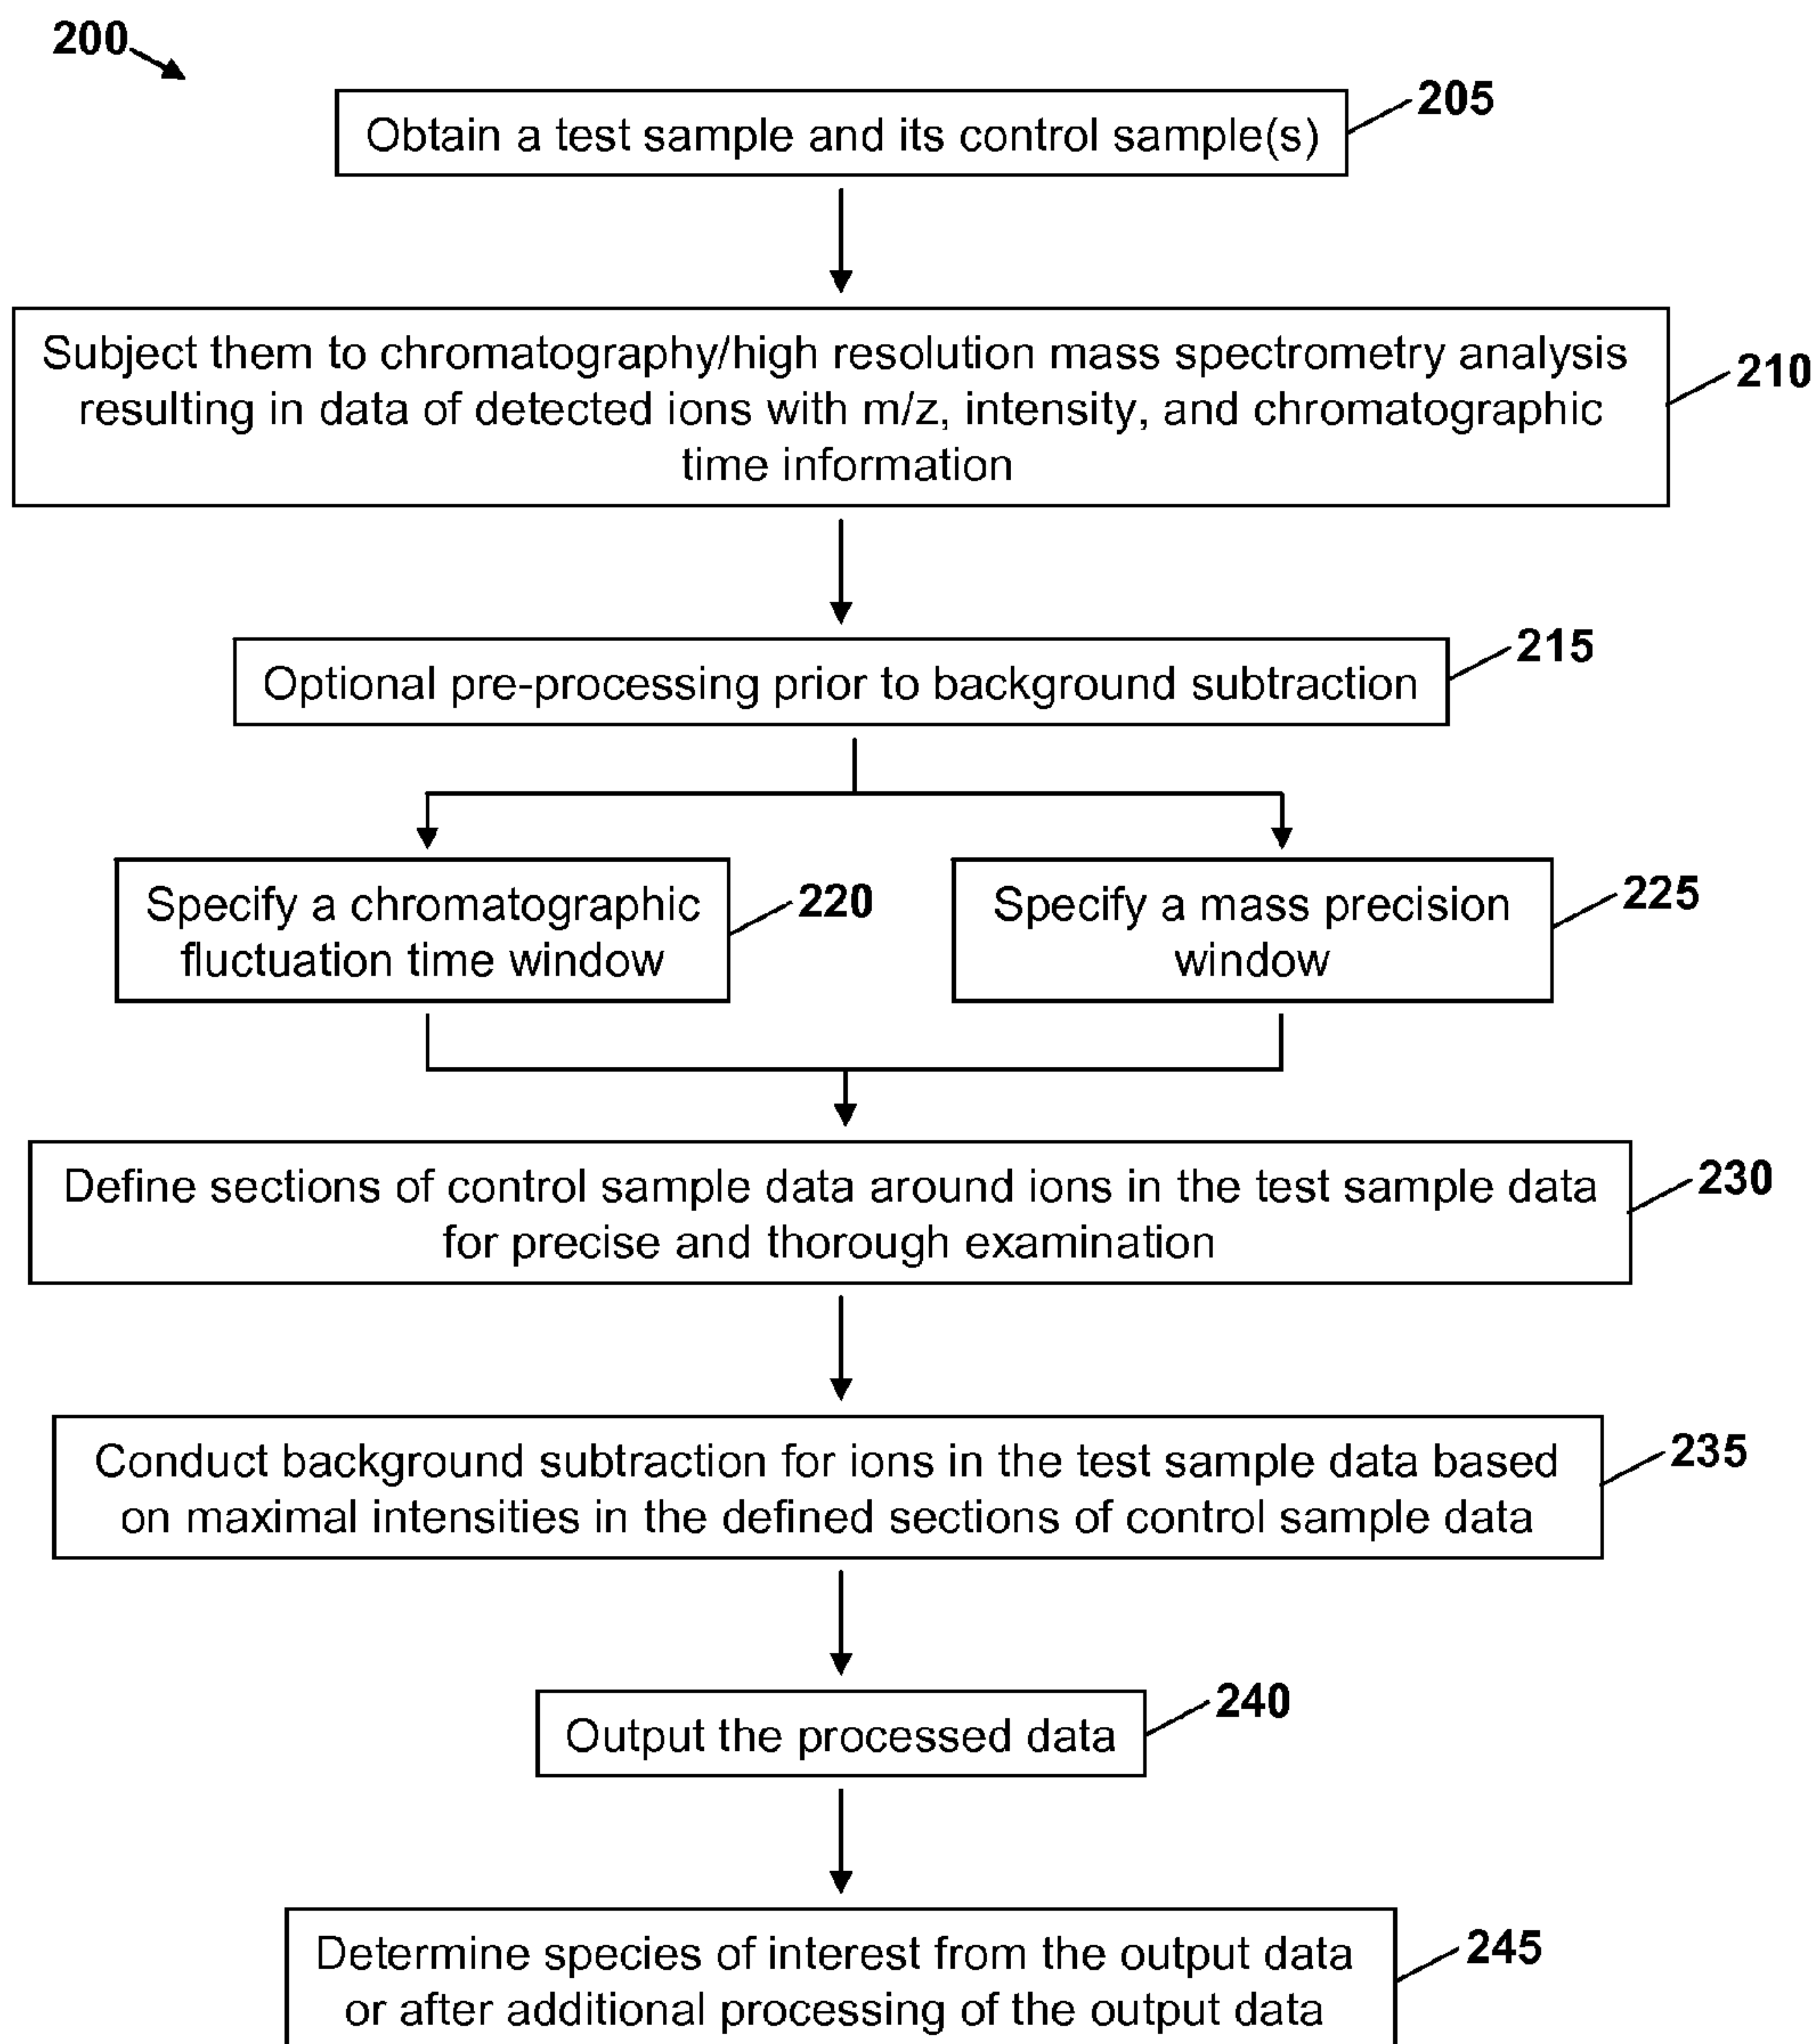 200
205
Obtain a test sample and its control sample(s)
Subject them to chromatography/high resolution mass spectrometry analysis
210
resulting in data of detected ions with m/z, intensity, and chromatographic
time information
215
Optional pre-processing prior to background subtraction
Specify a chromatographic
220
fluctuation time window
Specify a mass precision
225
window
Define sections of control sample data around ions in the test sample data
230
for precise and thorough examination
Conduct background subtraction for ions in the test sample data based
235
on maximal intensities in the defined sections of control sample data
240
Output the processed data
Determine species of interest from the output data
245
or after additional processing of the output data